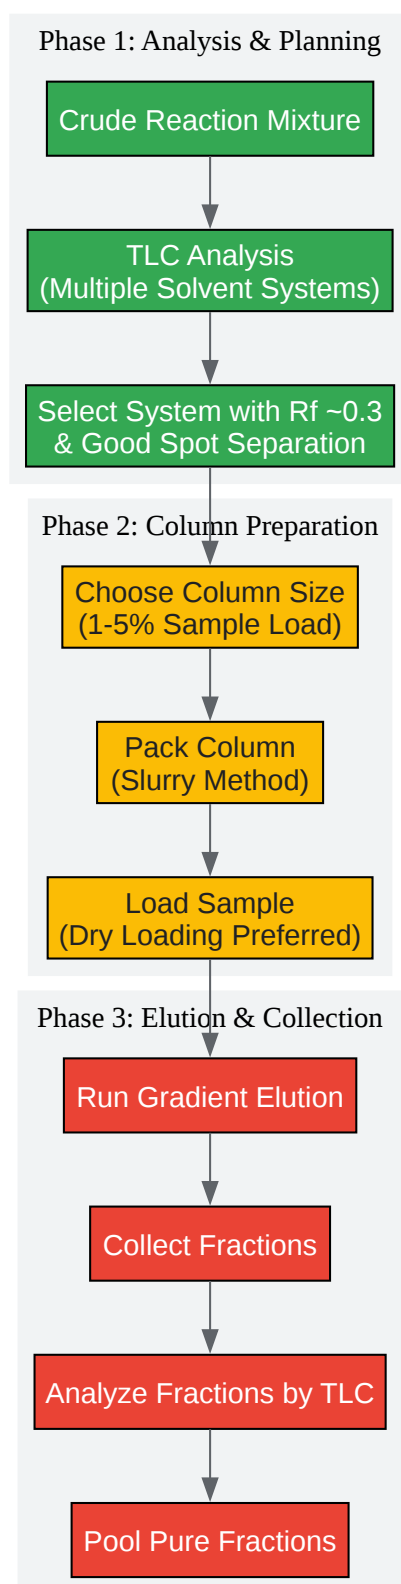 Phase 1: Analysis & Planning
Crude Reaction Mixture
TLC Analysis
(Multiple Solvent Systems)
Select System with Rf ~0.3
& Good Spot Separation
Phase 2: Column Preparation
Choose Column Size
(1-5% Sample Load)
Pack Column
(Slurry Method)
Load Sample
(Dry Loading Preferred)
Phase 3: Elution & Collection
Run Gradient Elution
Collect Fractions
Analyze Fractions by TLC
Pool Pure Fractions